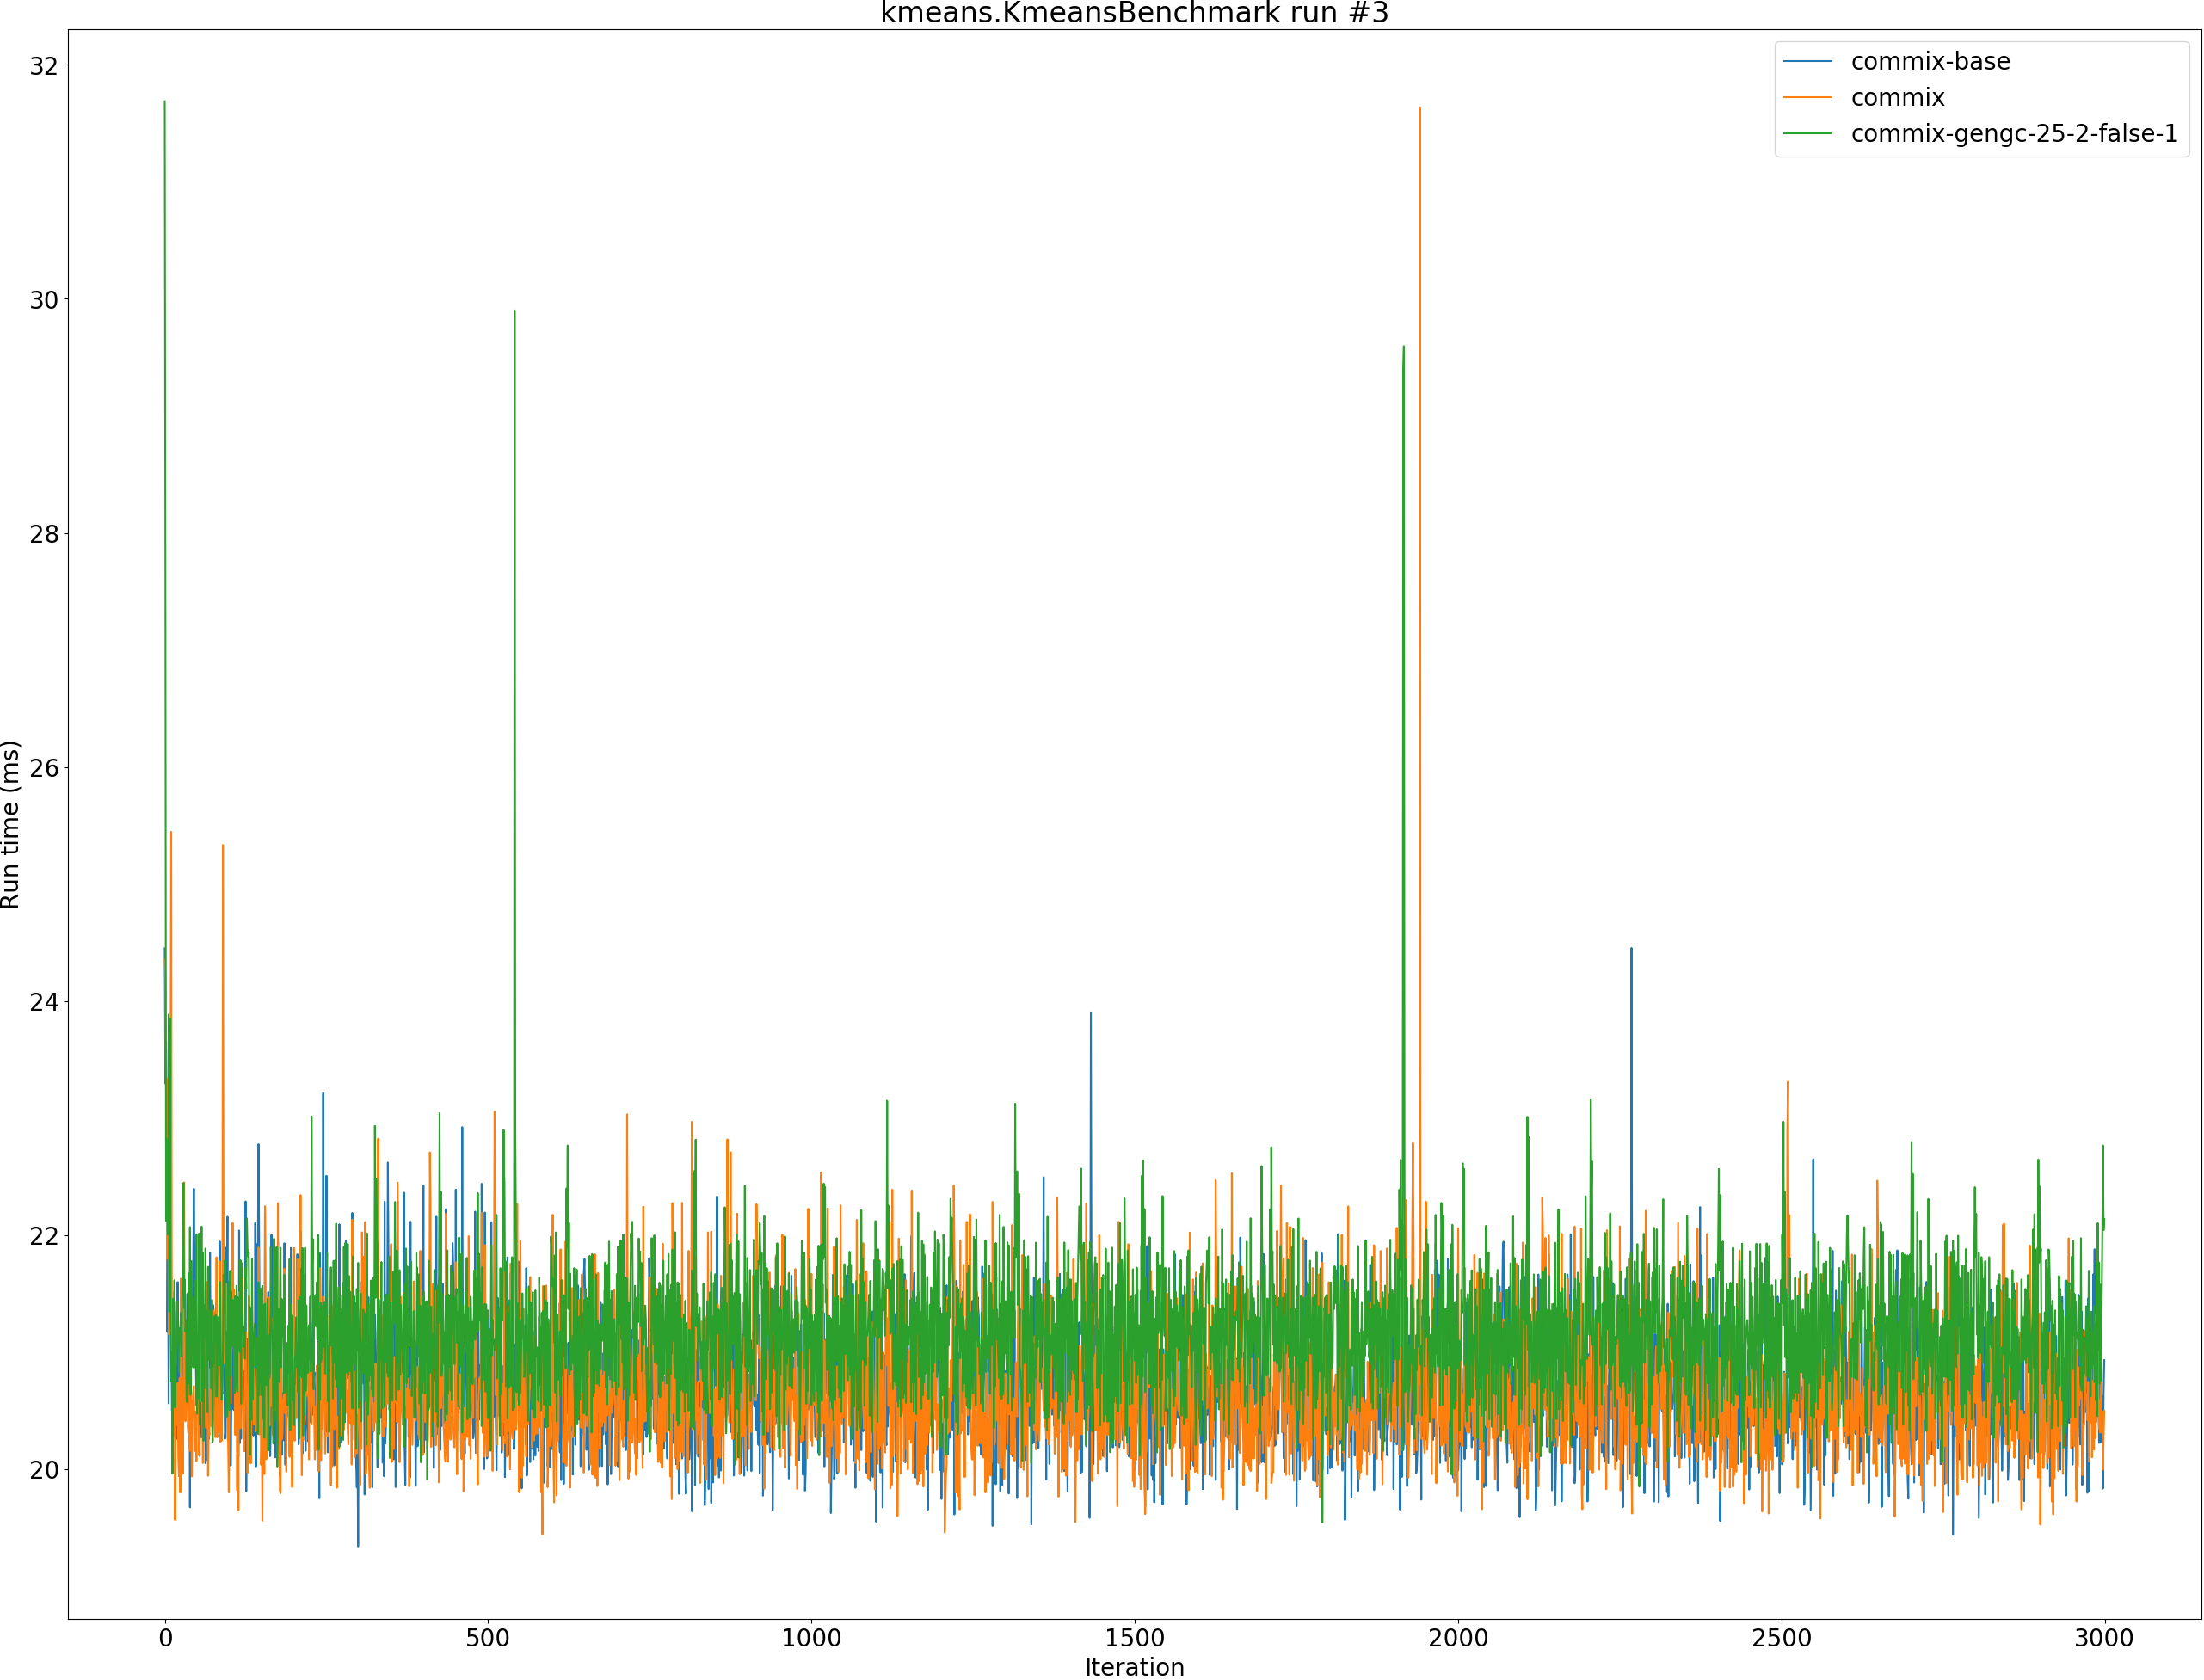 kmeans.KmeansBenchmark run #3
commix-base
commix
commix-gengc-25-2-false-1
Run time (ms)
32
30
28
26
24
22
20
0
500
1000
1500
2000
2500
3000
Iteration